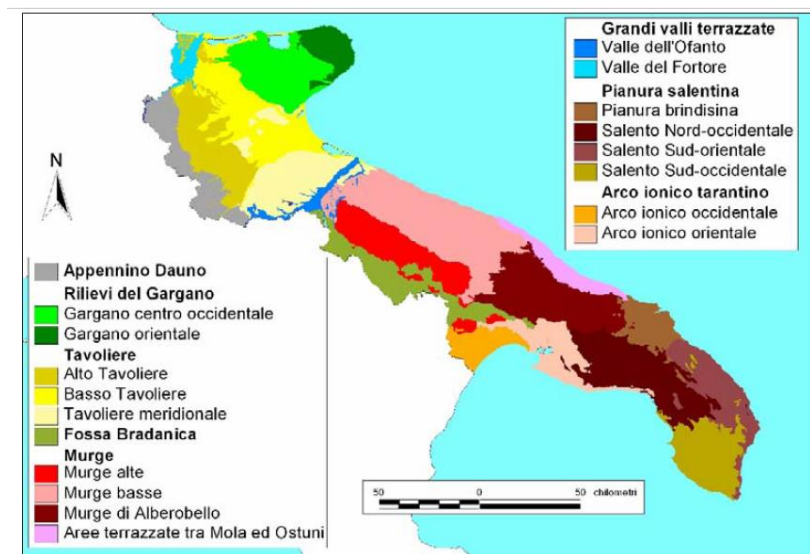 Grandi valli terrazzate
Valle dell'Ofanto
Valle del Fortore
Pianura salentina
Pianura brindisina
Salento Nord-occidentale
Salento Sud-orientale
Salento Sud-occidentale
Arco ionico tarantino
Arco ionico occidentale
Arco ionico orientale
N
Appennino Dauno
Rilievi del Gargano
Gargano centro occidentale
Gargano orientale
Tavoliere
Alto Tavoliere
Basso Tavoliere
Tavoliere meridionale
Fossa Bradanica
Murge
Murge alte
Murge basse
Murge di Alberobello
Aree terrazzate tra Mola ed Ostuni
50 0 50 chilometri